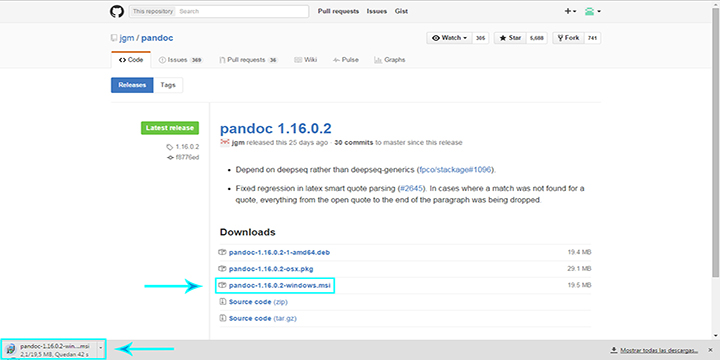 This repository Search
Pull requests Issues Gist
jgm / pandoc
Watch 365 Star 5,688 Fork 741
Code Issues 369 Pull requests 36 Wiki Pulse Graphs
Releases Tags
Latest release
1.16.0.2
f8776ed
pandoc 1.16.0.2
jgm released this 25 days ago · 30 commits to master since this release
• Depend on deepseq rather than deepseq-generics (fpco/stackage#1096).
• Fixed regression in latex smart quote parsing (#2645). In cases where a match was not found for a
quote, everything from the open quote to the end of the paragraph was being dropped.
Downloads
pandoc-1.16.0.2-1-amd64.deb 19.4 MB
pandoc-1.16.0.2-osx.pkg 29.1 MB
pandoc-1.16.0.2-windows.msi 19.5 MB
Source code (zip)
Source code (tar.gz)
pandoc-1.16.0.2-win....msi
2.1/19.5 MB, Quedan 42 s
Mostrar todas las descargas...